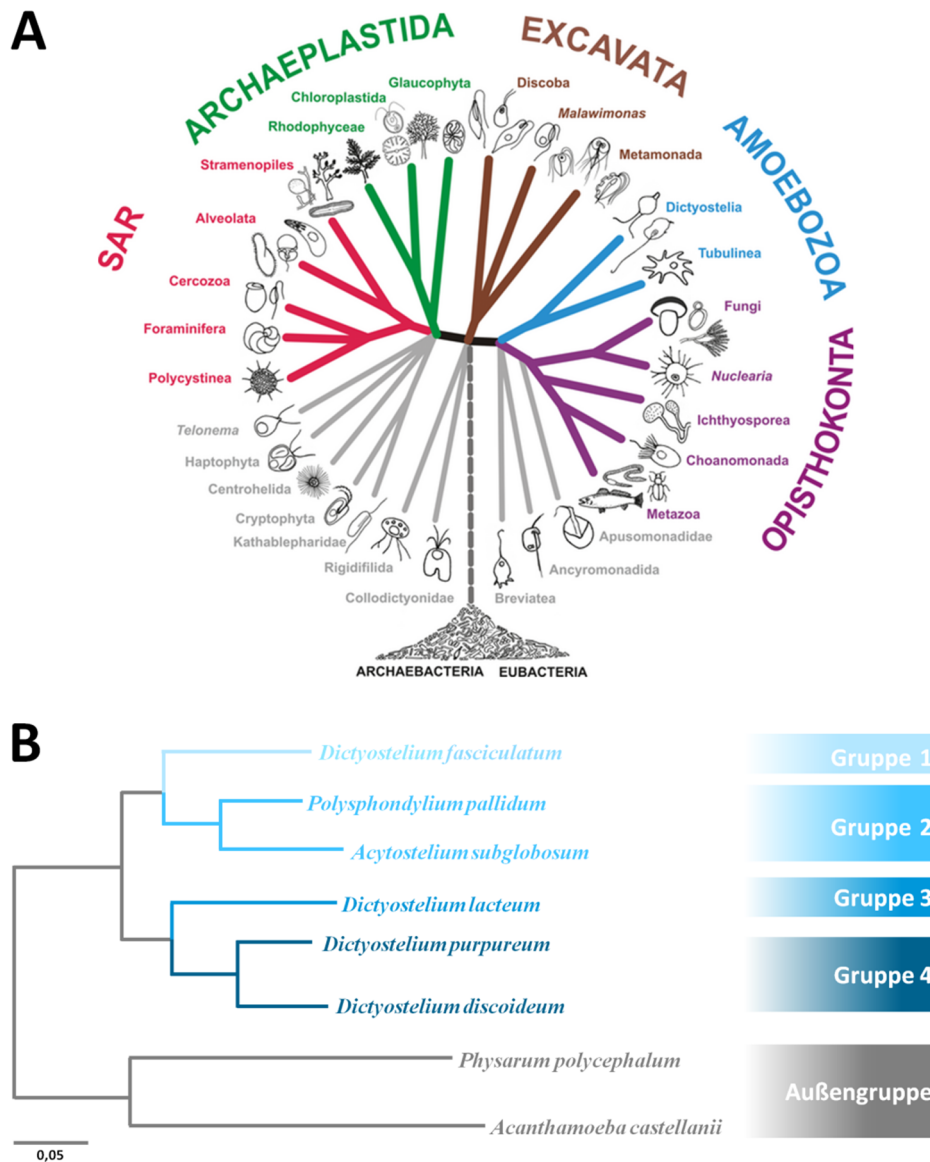 A
ARCHAEPLASTIDA
EXCAVATA
AMOEBOZOA
OPISTHOKONTA
SAR
Glaucophyta
Chloroplastida
Rhodophyceae
Stramenopiles
Alveolata
Cercozoa
Foraminifera
Polycystinea
Telonema
Haptophyta
Centrohelida
Cryptophyta
Kathablepharidae
Rigidifilida
Collodictyonidae
Discoba
Malawimonas
Metamonada
Dictyostelia
Tubulinea
Fungi
Nuclearia
Ichthyosporea
Choanomonada
Metazoa
Apusomonadidae
Ancyromonadida
Breviatea
ARCHAEBACTERIA EUBACTERIA
B
Dictyostelium fasciculatum
Gruppe 1
Polysphondylium pallidum
Gruppe 2
Acytostelium subglobosum
Dictyostelium lacteum
Gruppe 3
Dictyostelium purpureum
Gruppe 4
Dictyostelium discoideum
Physarum polycephalum
Außengruppe
Acanthamoeba castellanii
0,05